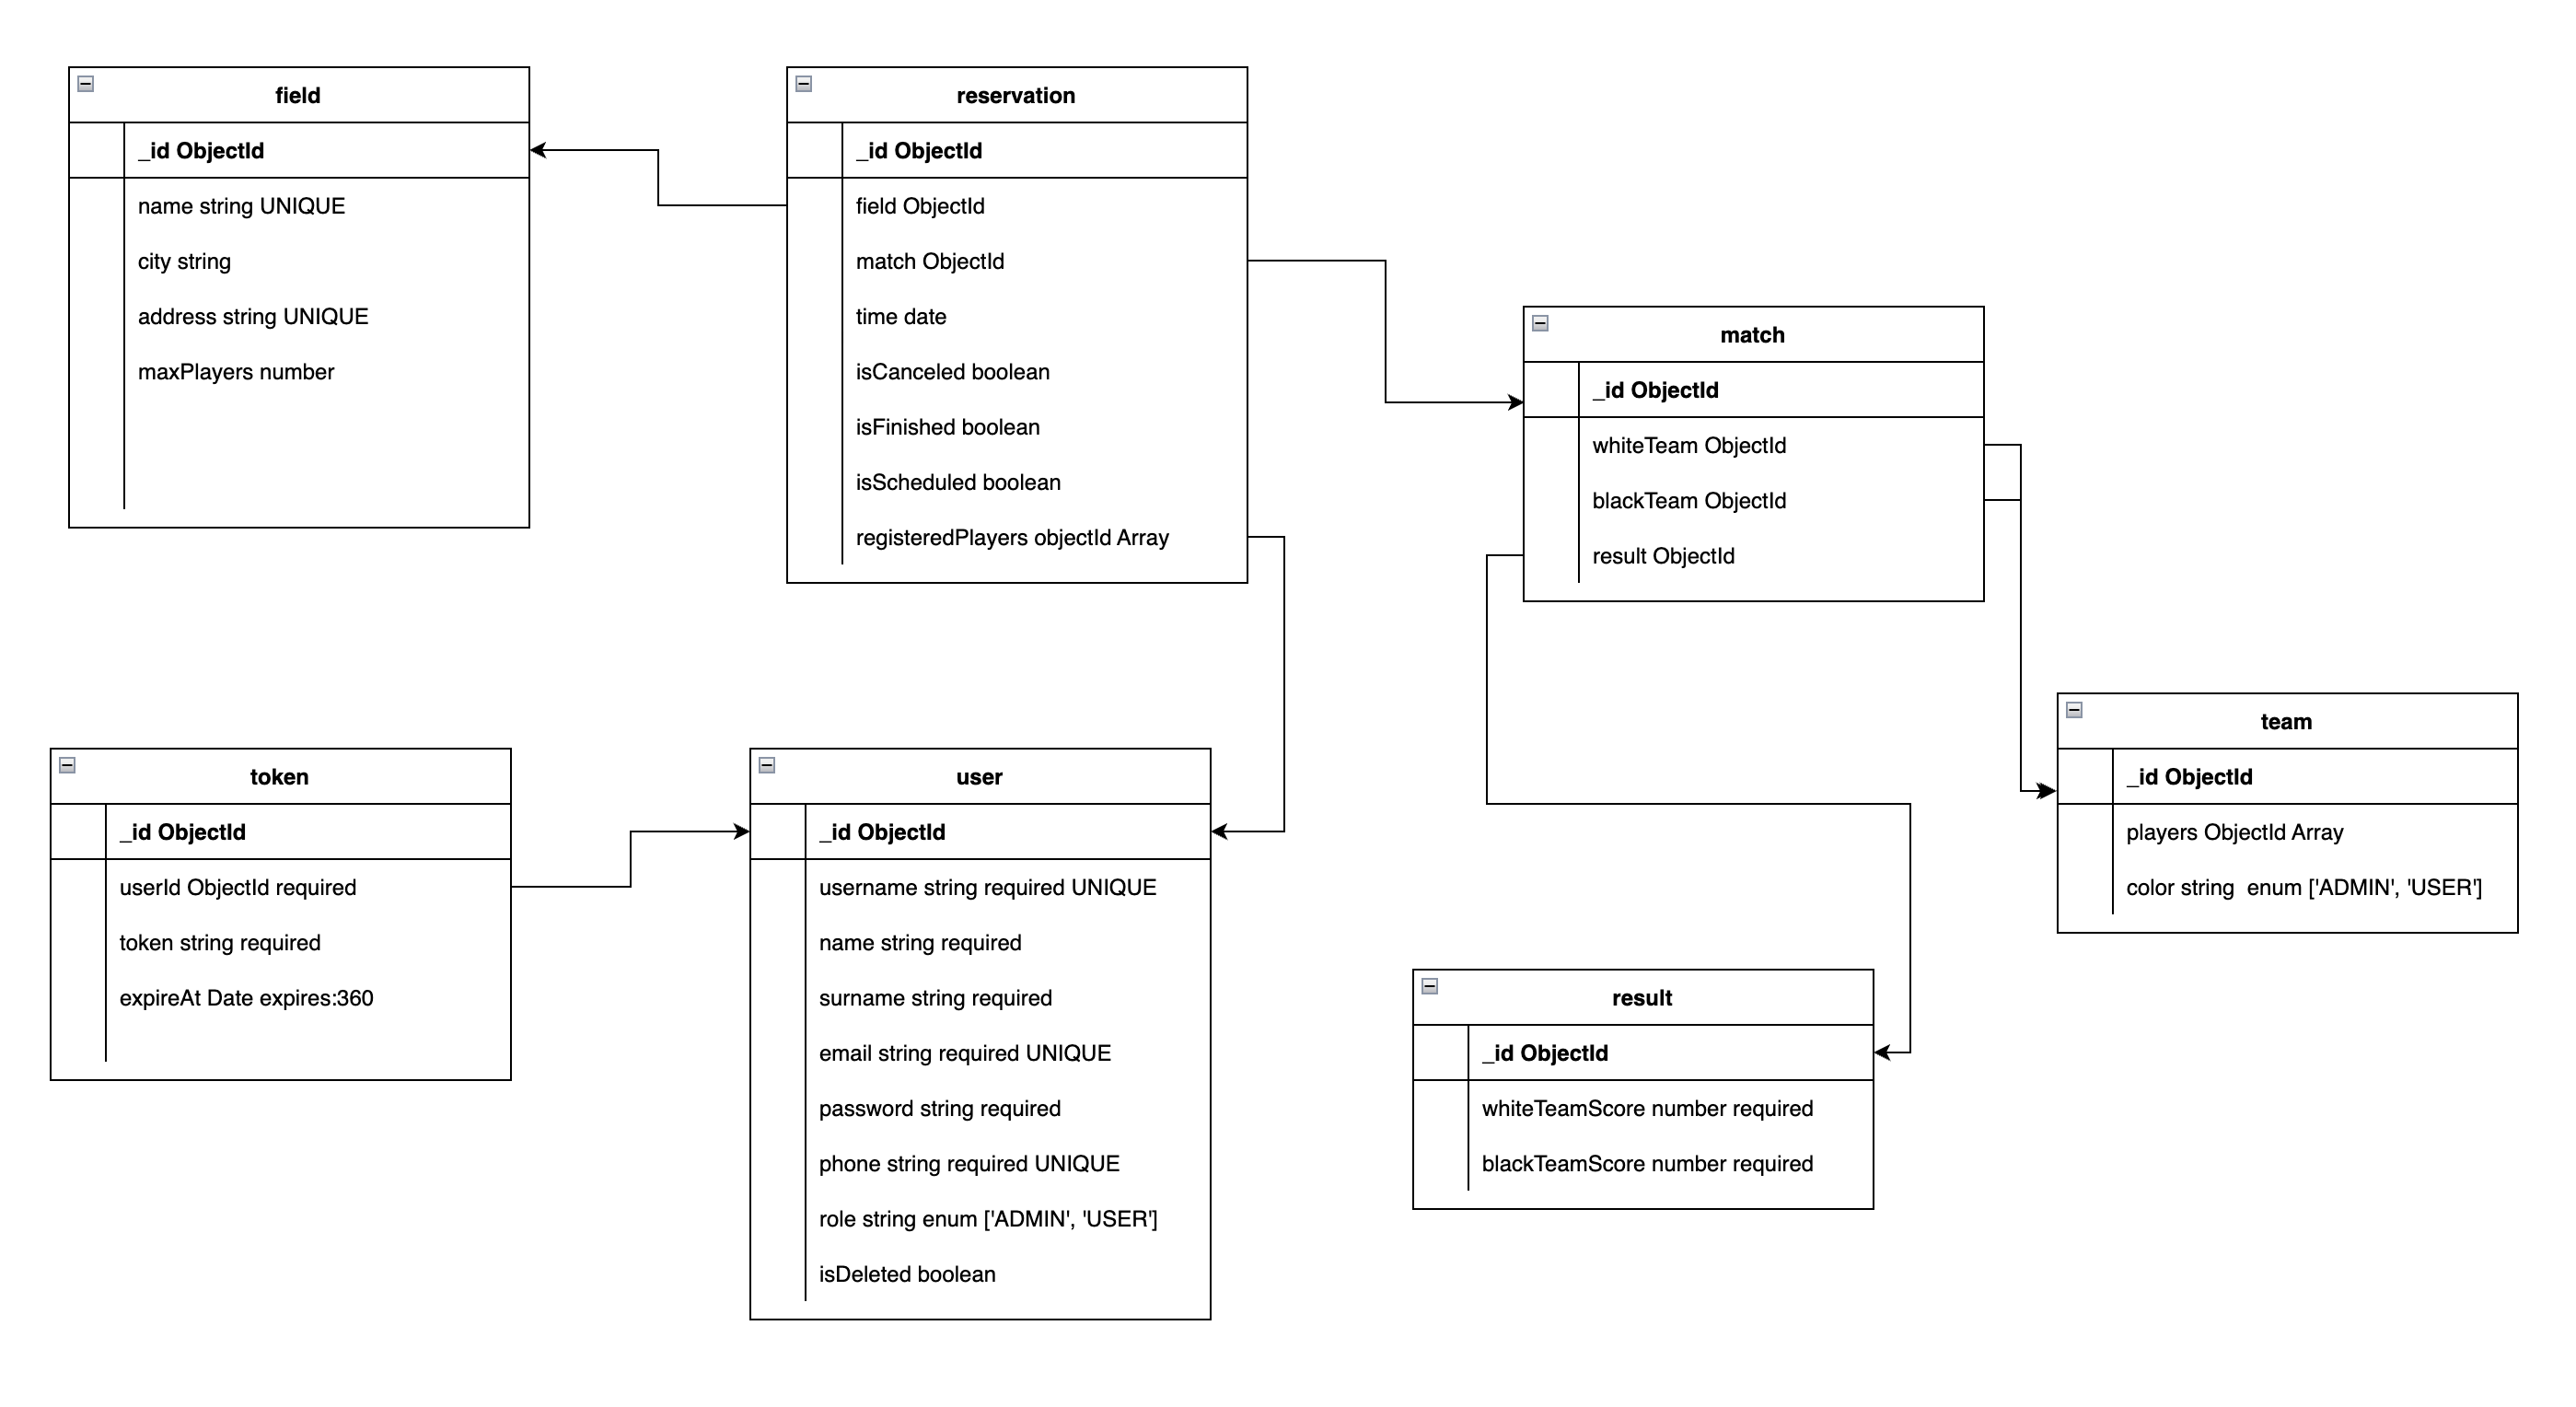 field
_id ObjectId
name string UNIQUE
city string
address string UNIQUE
maxPlayers number
reservation
_id ObjectId
field ObjectId
match ObjectId
time date
isCanceled boolean
isFinished boolean
isScheduled boolean
registeredPlayers objectId Array
match
_id ObjectId
whiteTeam ObjectId
blackTeam ObjectId
result ObjectId
token
_id ObjectId
userId ObjectId required
token string required
expireAt Date expires:360
user
_id ObjectId
username string required UNIQUE
name string required
surname string required
email string required UNIQUE
password string required
phone string required UNIQUE
role string enum ['ADMIN', 'USER']
isDeleted boolean
team
_id ObjectId
players ObjectId Array
color string  enum ['ADMIN', 'USER']
result
_id ObjectId
whiteTeamScore number required
blackTeamScore number required